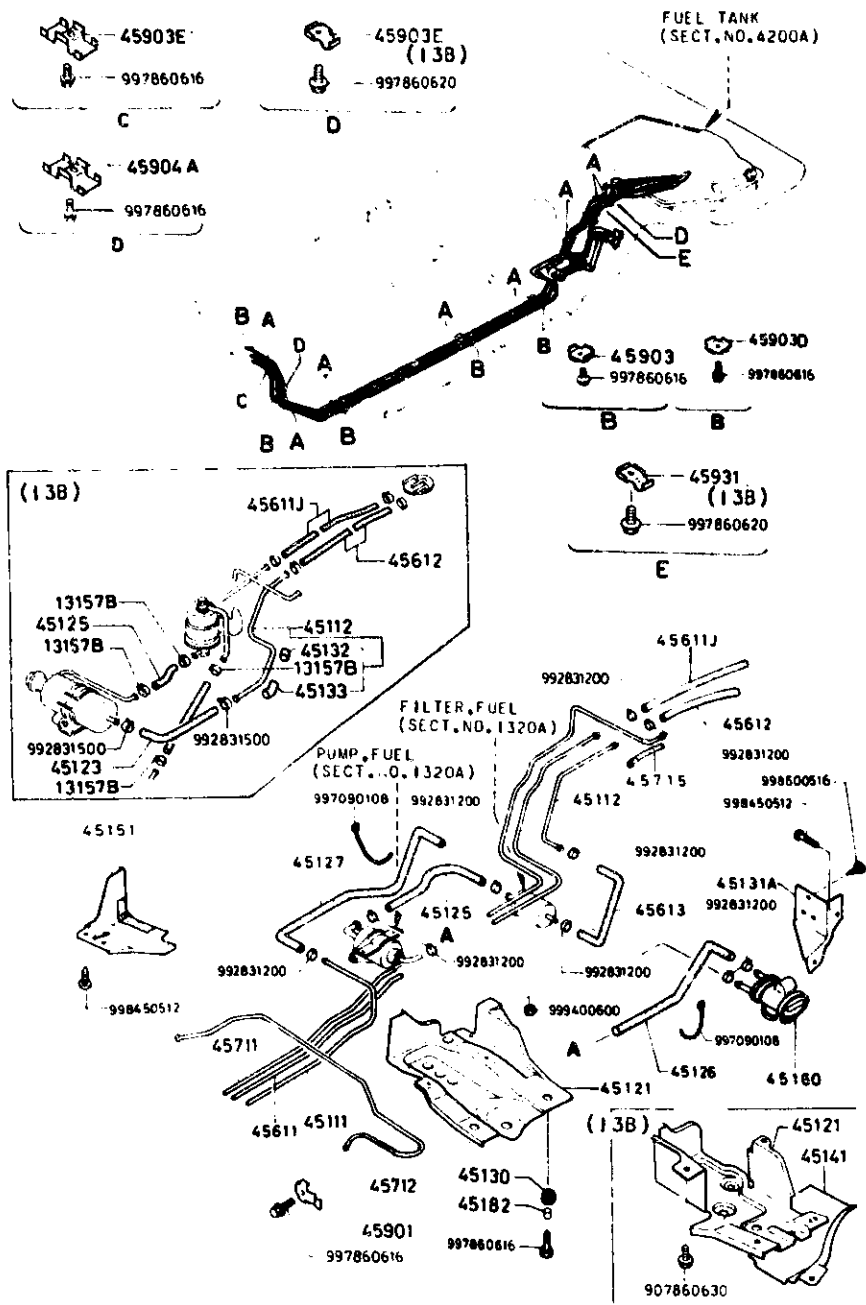 FUEL TANK
(SECT.NO.4200A)
45903E
997860616
C
45903E
(13B)
997860620
D
45904A
997860616
D
A
A
D
E
A
A
B
A
D
A
B
B
C
B
A
B
45903
997860616
B
45903D
997860616
B
45931
(13B)
997860620
E
(13B)
45611J
45612
13157B
45125
13157B
45112
45132
13157B
45133
992831500
992831500
45123
13157B
45611J
992831200
45612
992831200
FILTER,FUEL
(SECT.NO.1320A)
PUMP,FUEL
(SECT.NO.1320A)
45715
998600516
998450512
997090108
992831200
45112
45151
45127
992831200
45131A
992831200
45125
45613
A
992831200
992831200
992831200
998450512
999400600
45711
A
997090108
45126
45160
45121
45611
45111
(13B)
45121
45141
45712
45130
45182
45901
997860616
997860616
907860630